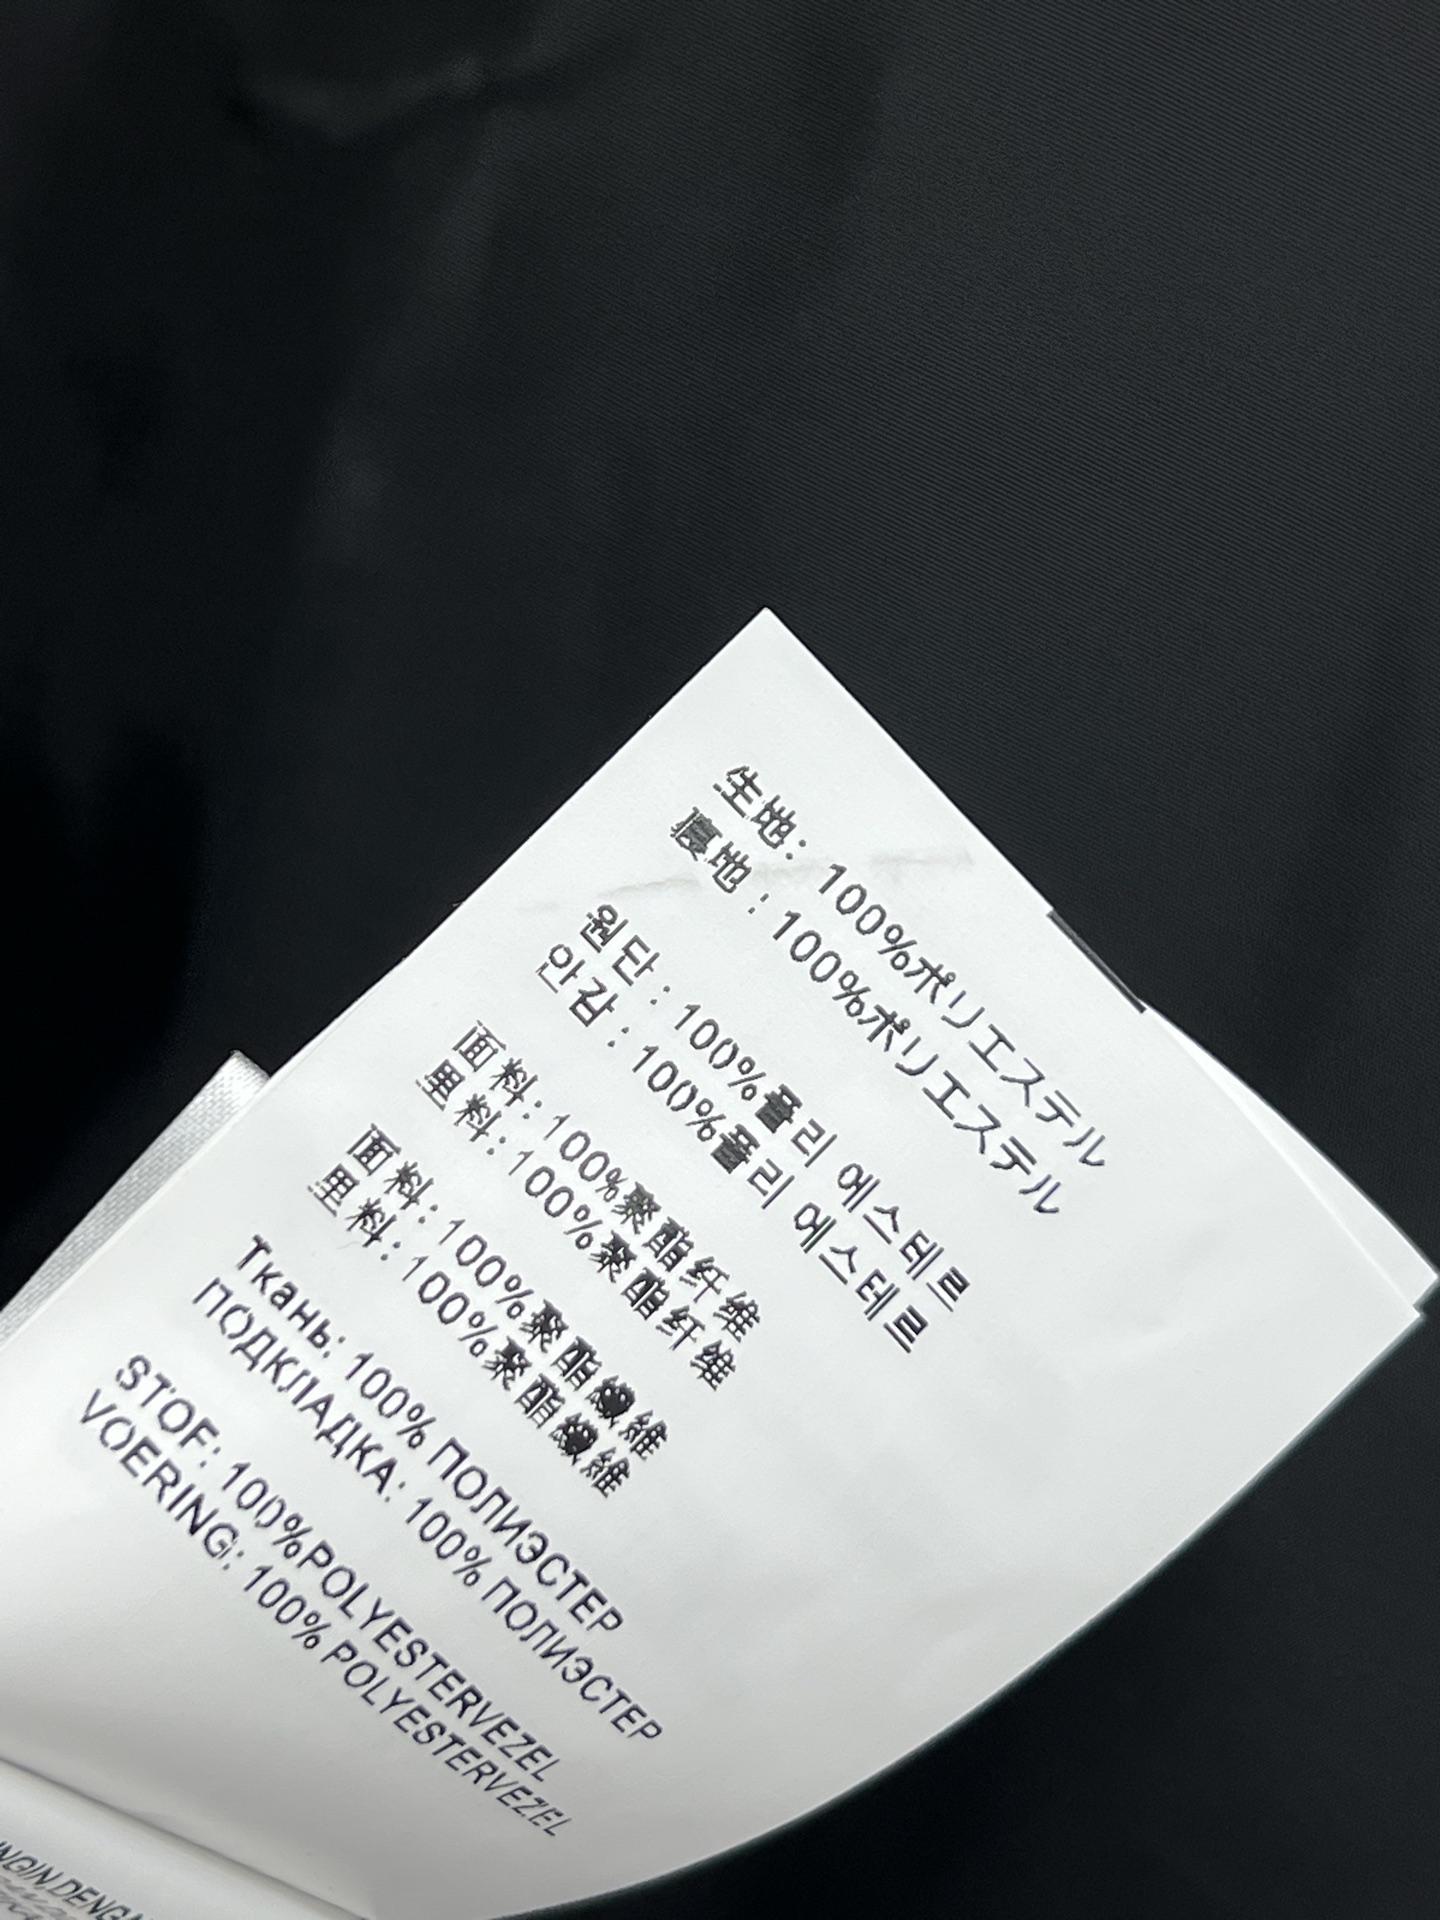 生地: 100%ポリエステル
裏地 : 100%ポリエステル
원단 : 100%폴리 에스테르
안감 : 100%폴리 에스테르
面料: 100%聚酯纤维
里料: 100%聚酯纤维
面料: 100%聚酯纖維
里料: 100%聚酯纖維
Ткань: 100% ПОЛИЭСТЕР
ПОДКЛАДКА: 100% ПОЛИЭСТЕР
STOF: 100%POLYESTERVEZEL
VOERING: 100% POLYESTERVEZEL